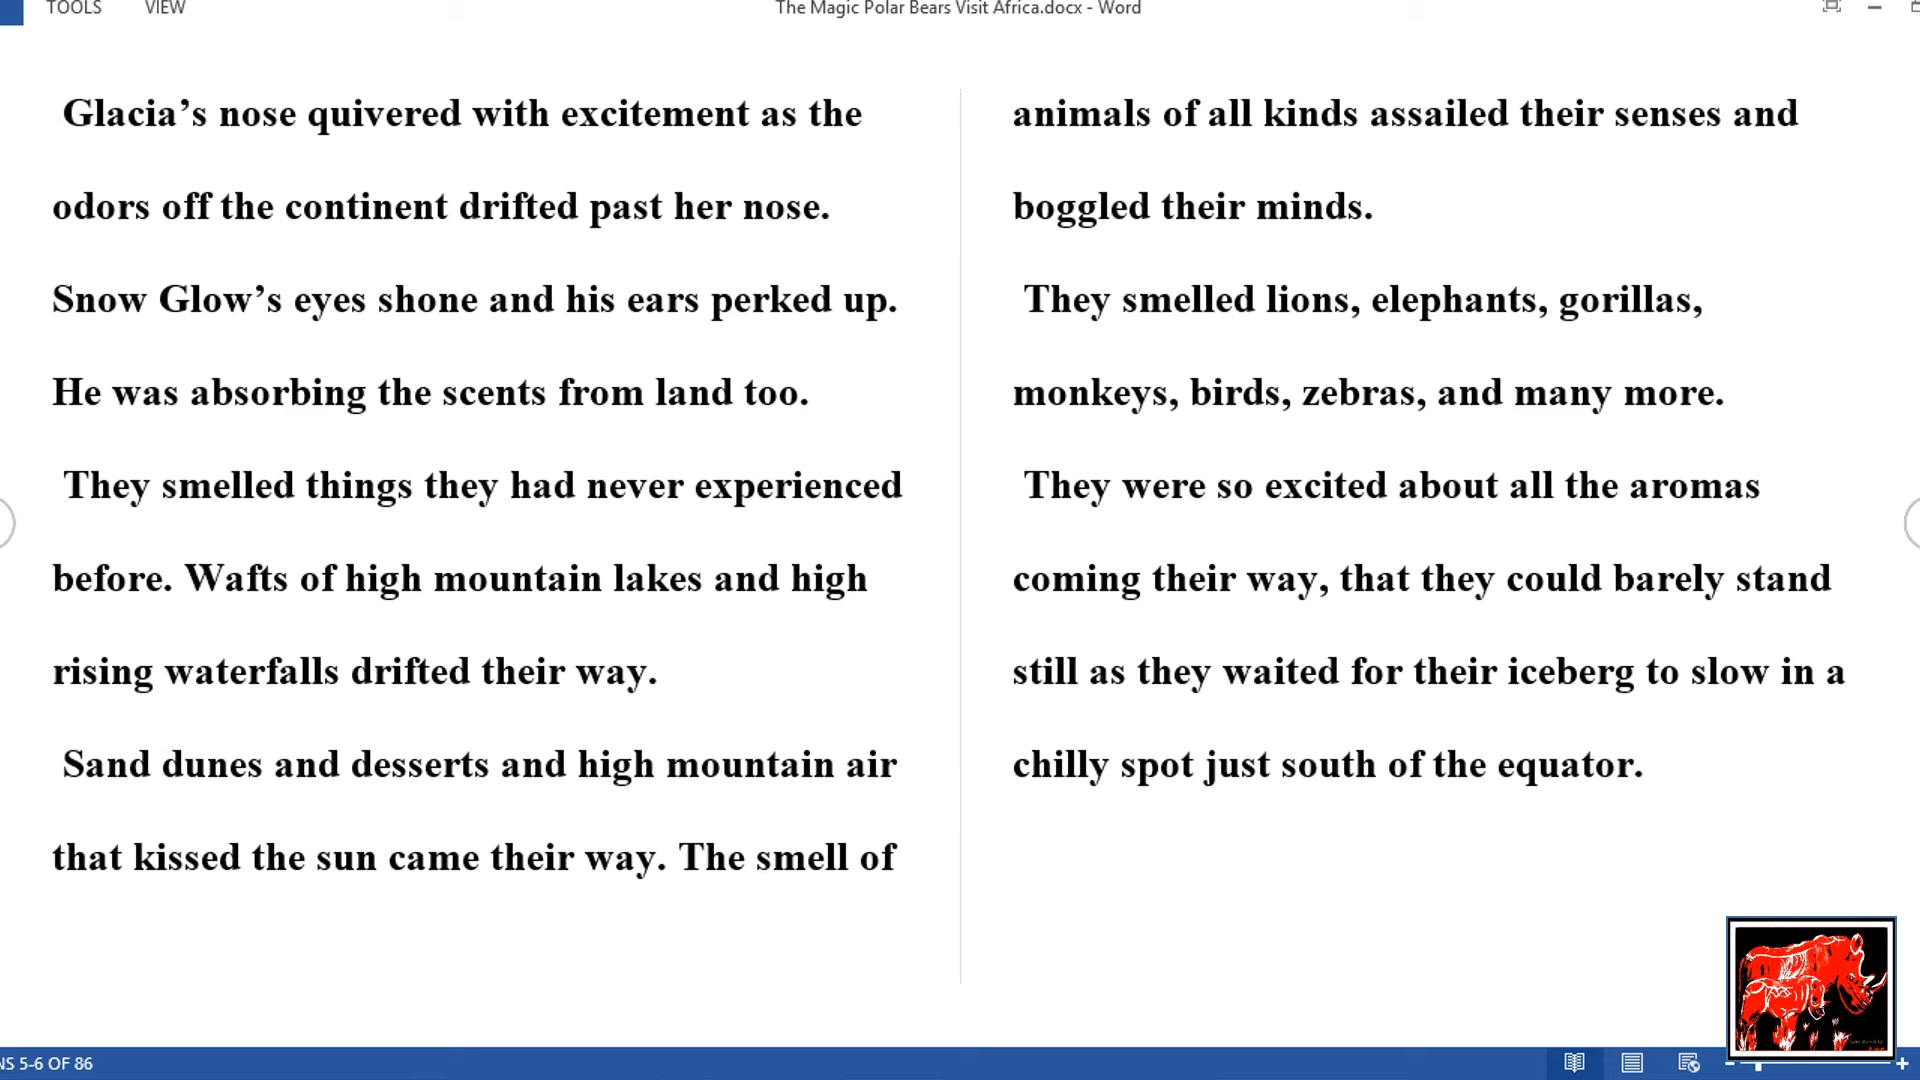 TOOLS VIEW The Magic Polar Bears Visit Africa.docx - Word
Glacia’s nose quivered with excitement as the
odors off the continent drifted past her nose.
Snow Glow’s eyes shone and his ears perked up.
He was absorbing the scents from land too.
They smelled things they had never experienced
before. Wafts of high mountain lakes and high
rising waterfalls drifted their way.
Sand dunes and desserts and high mountain air
that kissed the sun came their way. The smell of
animals of all kinds assailed their senses and
boggled their minds.
They smelled lions, elephants, gorillas,
monkeys, birds, zebras, and many more.
They were so excited about all the aromas
coming their way, that they could barely stand
still as they waited for their iceberg to slow in a
chilly spot just south of the equator.
NS 5-6 OF 86